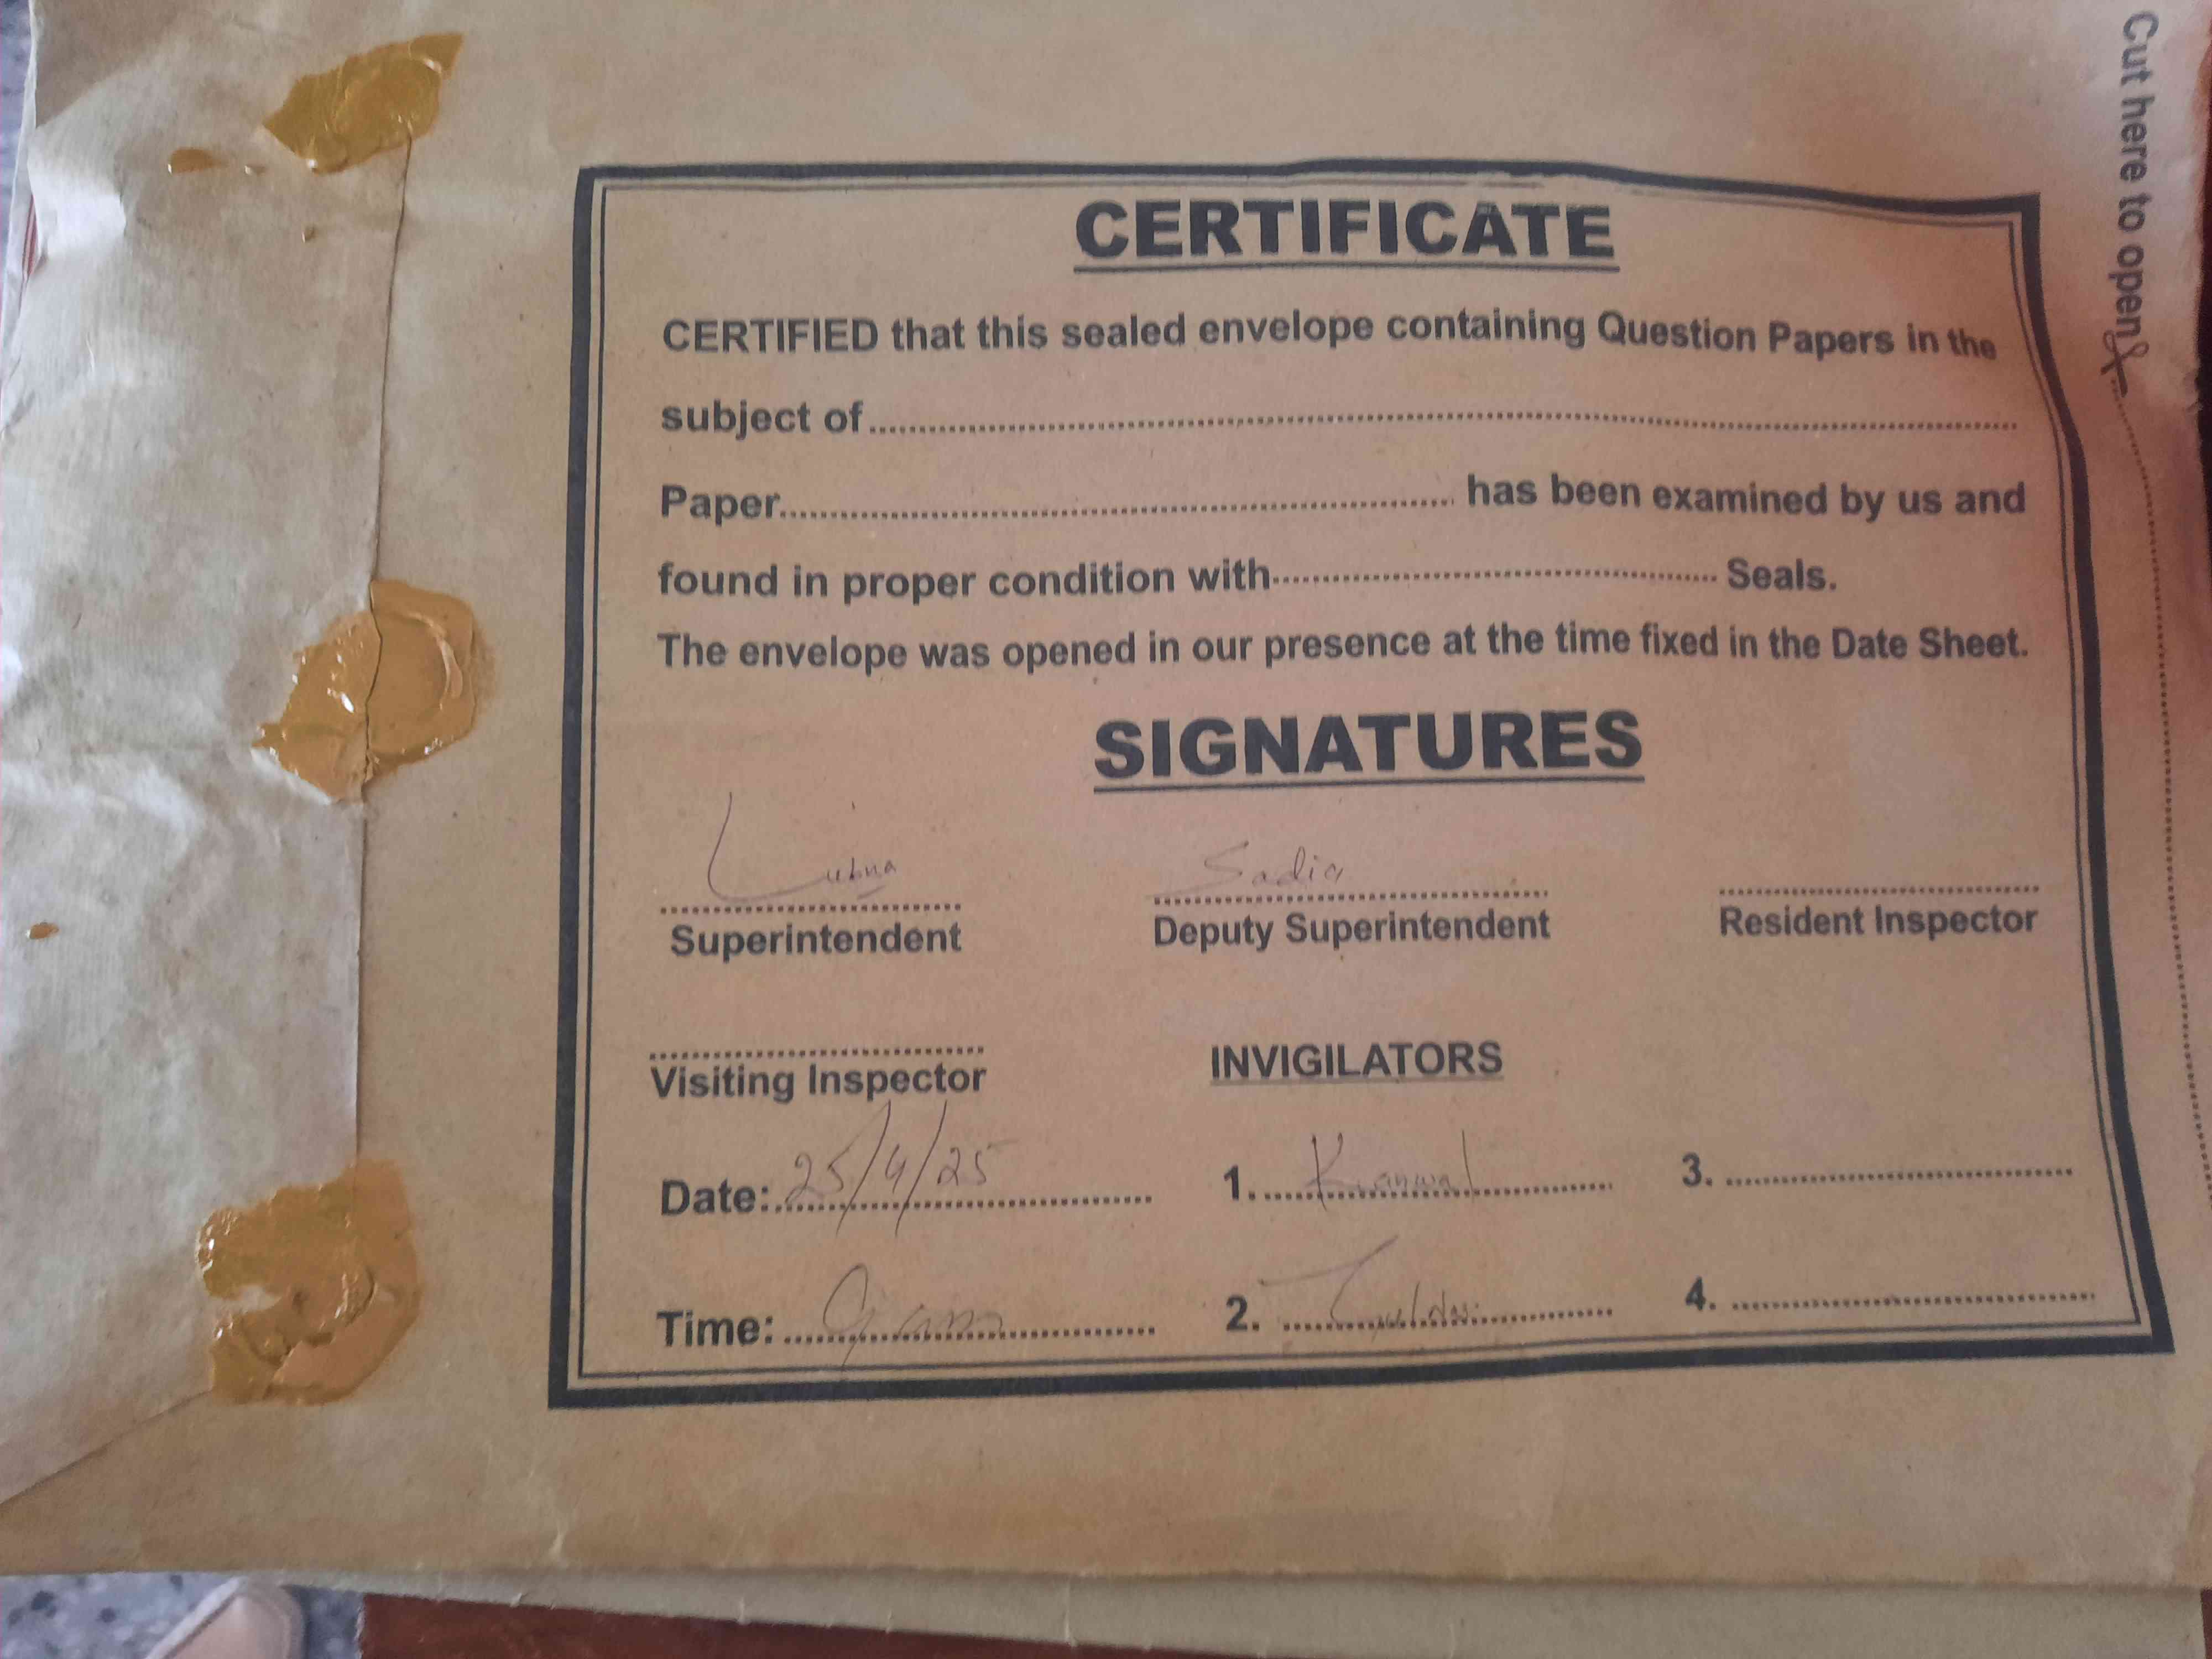 Cut here to open
CERTIFICATE
CERTIFIED that this sealed envelope containing Question Papers in the
subject of
Paper has been examined by us and
found in proper condition with Seals.
The envelope was opened in our presence at the time fixed in the Date Sheet.
SIGNATURES
Lubna Sadia
Superintendent Deputy Superintendent Resident Inspector
Visiting Inspector INVIGILATORS
Date: 25/4/25 1. Kanwal 3.
Time: 9 am 2. 4.